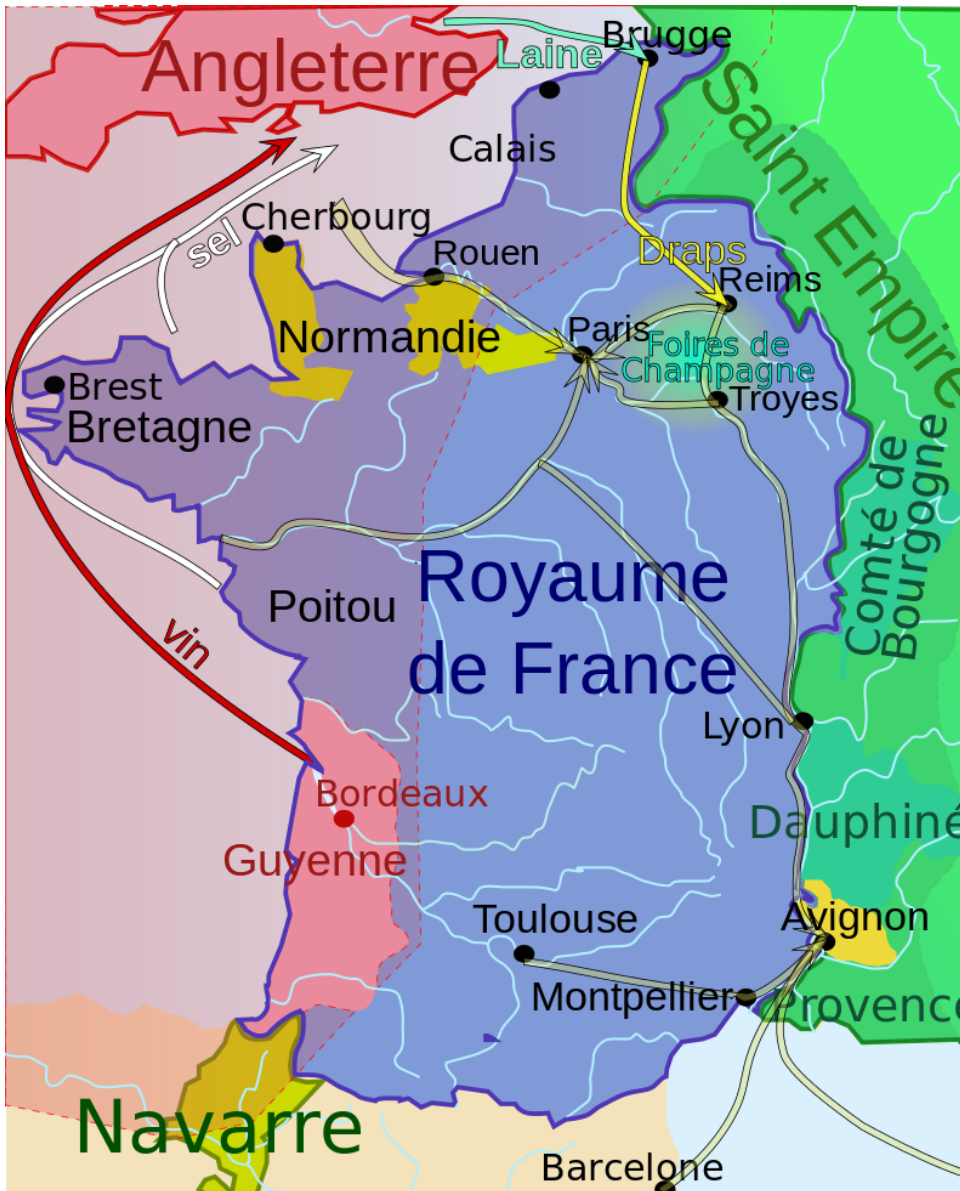 Brugge
Angleterre
Laine
Saint Empire
Calais
Cherbourg
sel
Rouen
Draps
Reims
Normandie
Paris
Foires de
Champagne
Brest
Troyes
Bretagne
Comté de
Bourgogne
Royaume
de France
Poitou
vin
Lyon
Bordeaux
Dauphiné
Guyenne
Toulouse
Avignon
Montpellier
Provence
Navarre
Barcelone